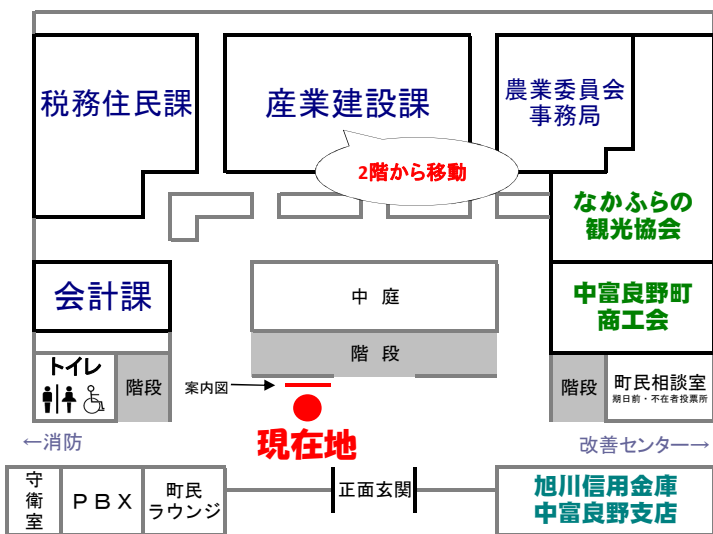 税務住民課
産業建設課
農業委員会
事務局
2階から移動
なかふらの
観光協会
会計課
中庭
中富良野町
商工会
階段
トイレ
階段
案内図
階段
町民相談室
期日前・不在者投票所
現在地
←消防
改善センター→
守衛室
PBX
町民
ラウンジ
正面玄関
旭川信用金庫
中富良野支店